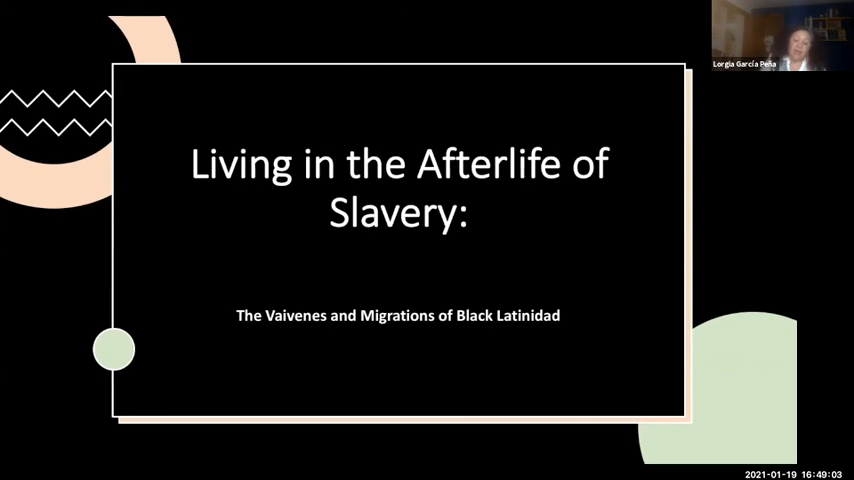 Lorgia García Peña
Living in the Afterlife of
Slavery:
The Vaivenes and Migrations of Black Latinidad
2021-01-19 16:49:03